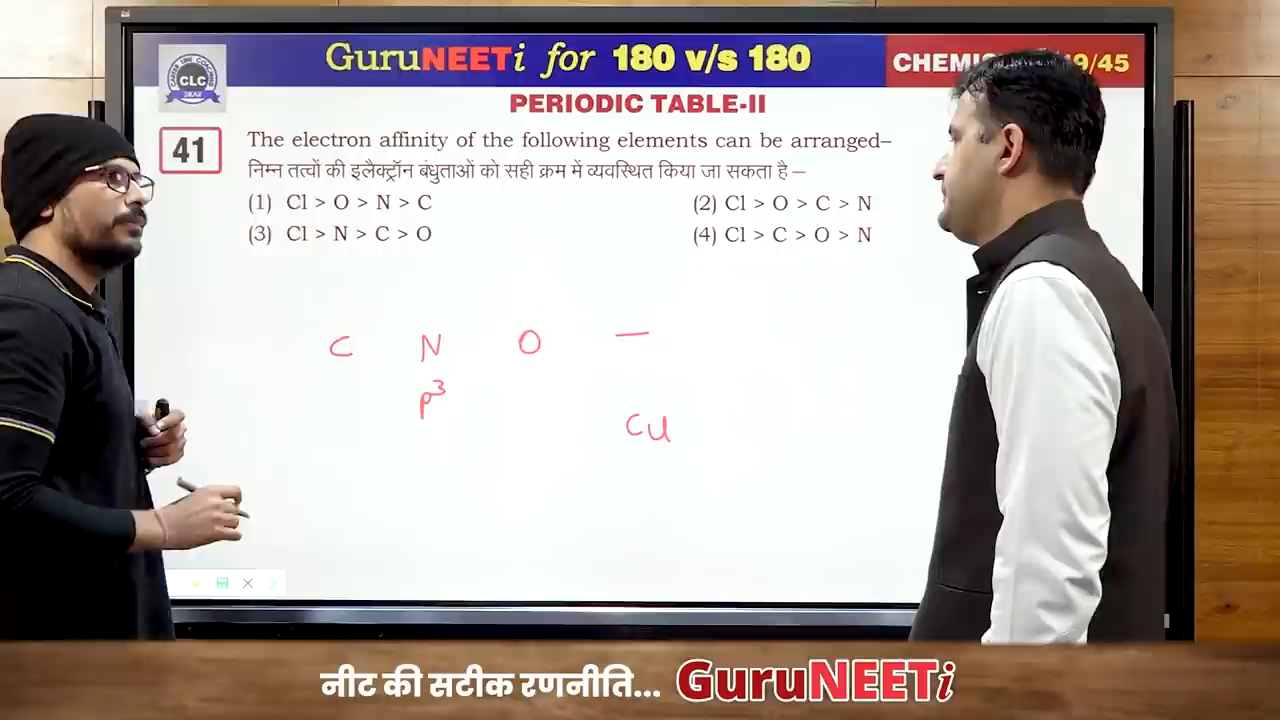 GuruNEETi for 180 v/s 180
CHEMIS 19/45
CLC
SIKAR
PERIODIC TABLE-II
41
The electron affinity of the following elements can be arranged–
निम्न तत्वों की इलैक्ट्रॉन बंधुताओं को सही क्रम में व्यवस्थित किया जा सकता है –
(1) Cl > O > N > C
(2) Cl > O > C > N
(3) Cl > N > C > O
(4) Cl > C > O > N
C N O —
p³
Cl
नीट की सटीक रणनीति... GuruNEETi